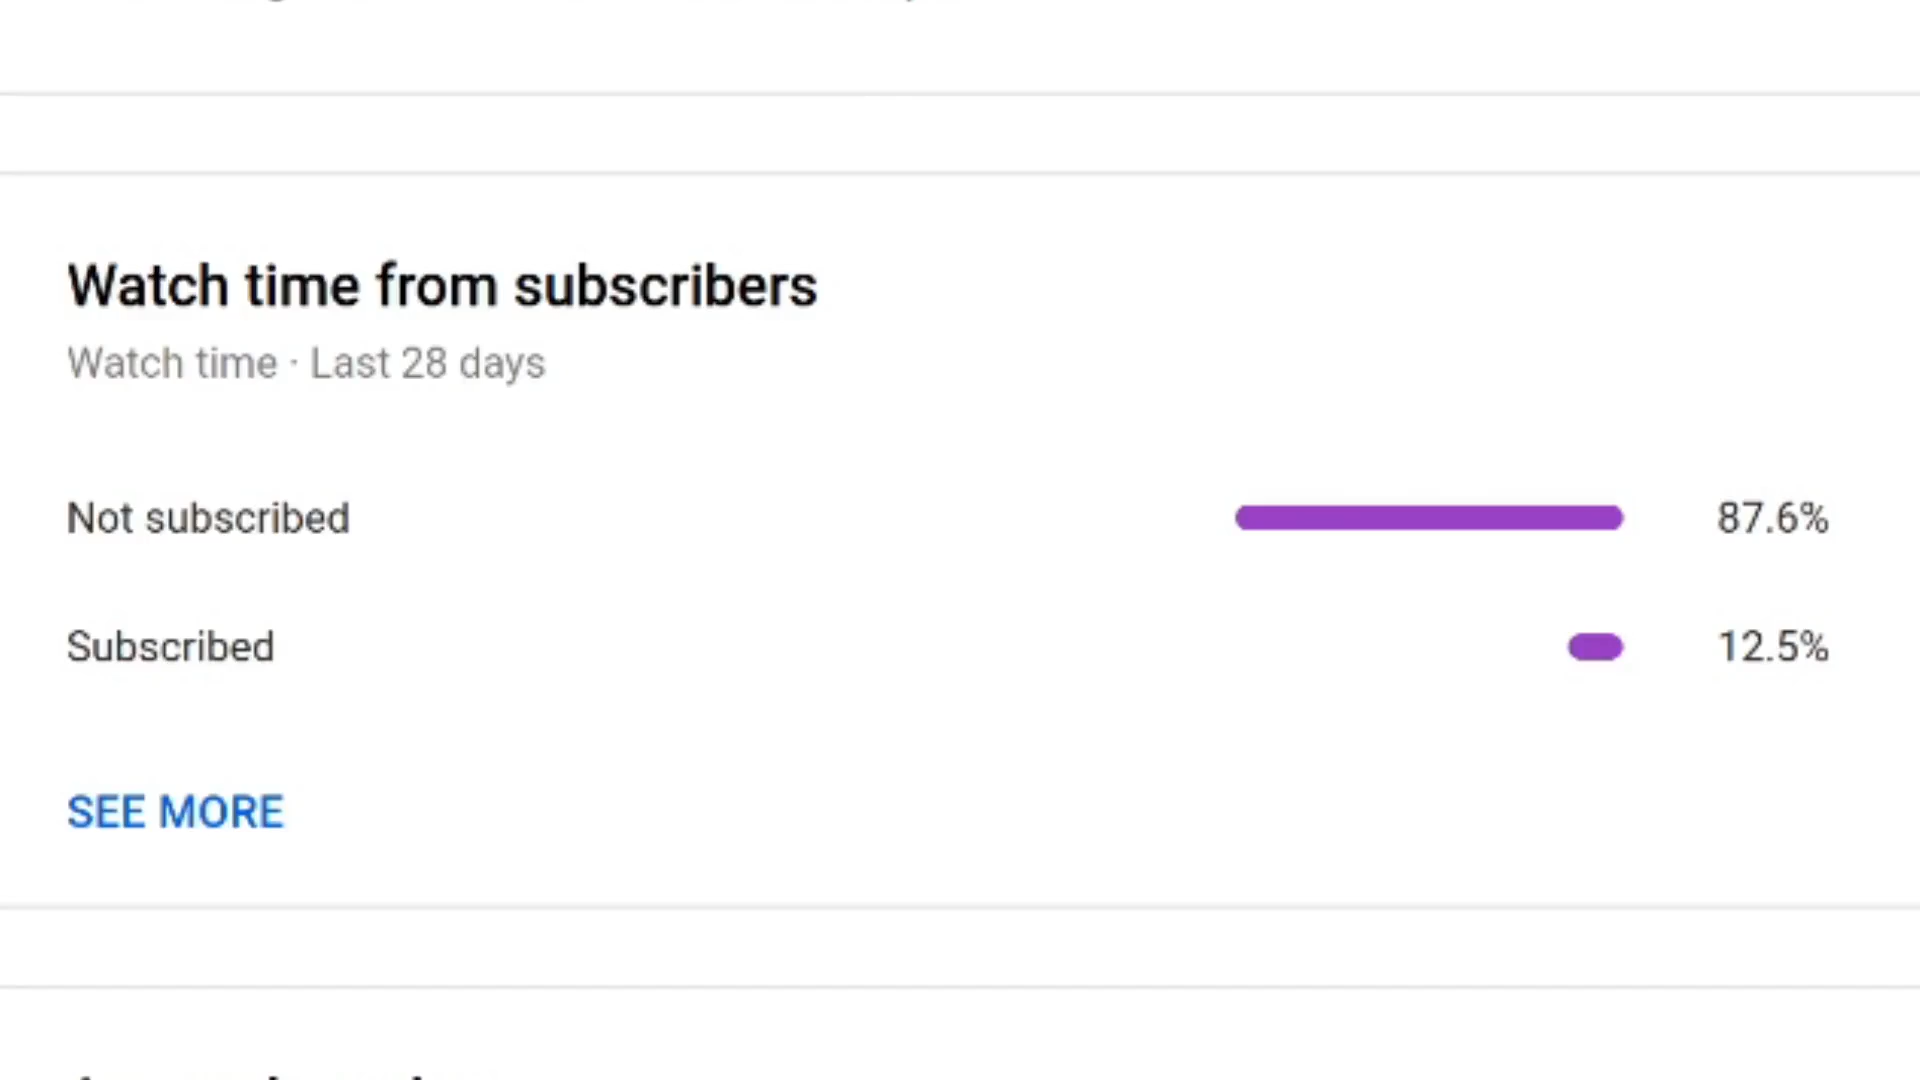 Watch time from subscribers
Watch time · Last 28 days
Not subscribed 87.6%
Subscribed 12.5%
SEE MORE